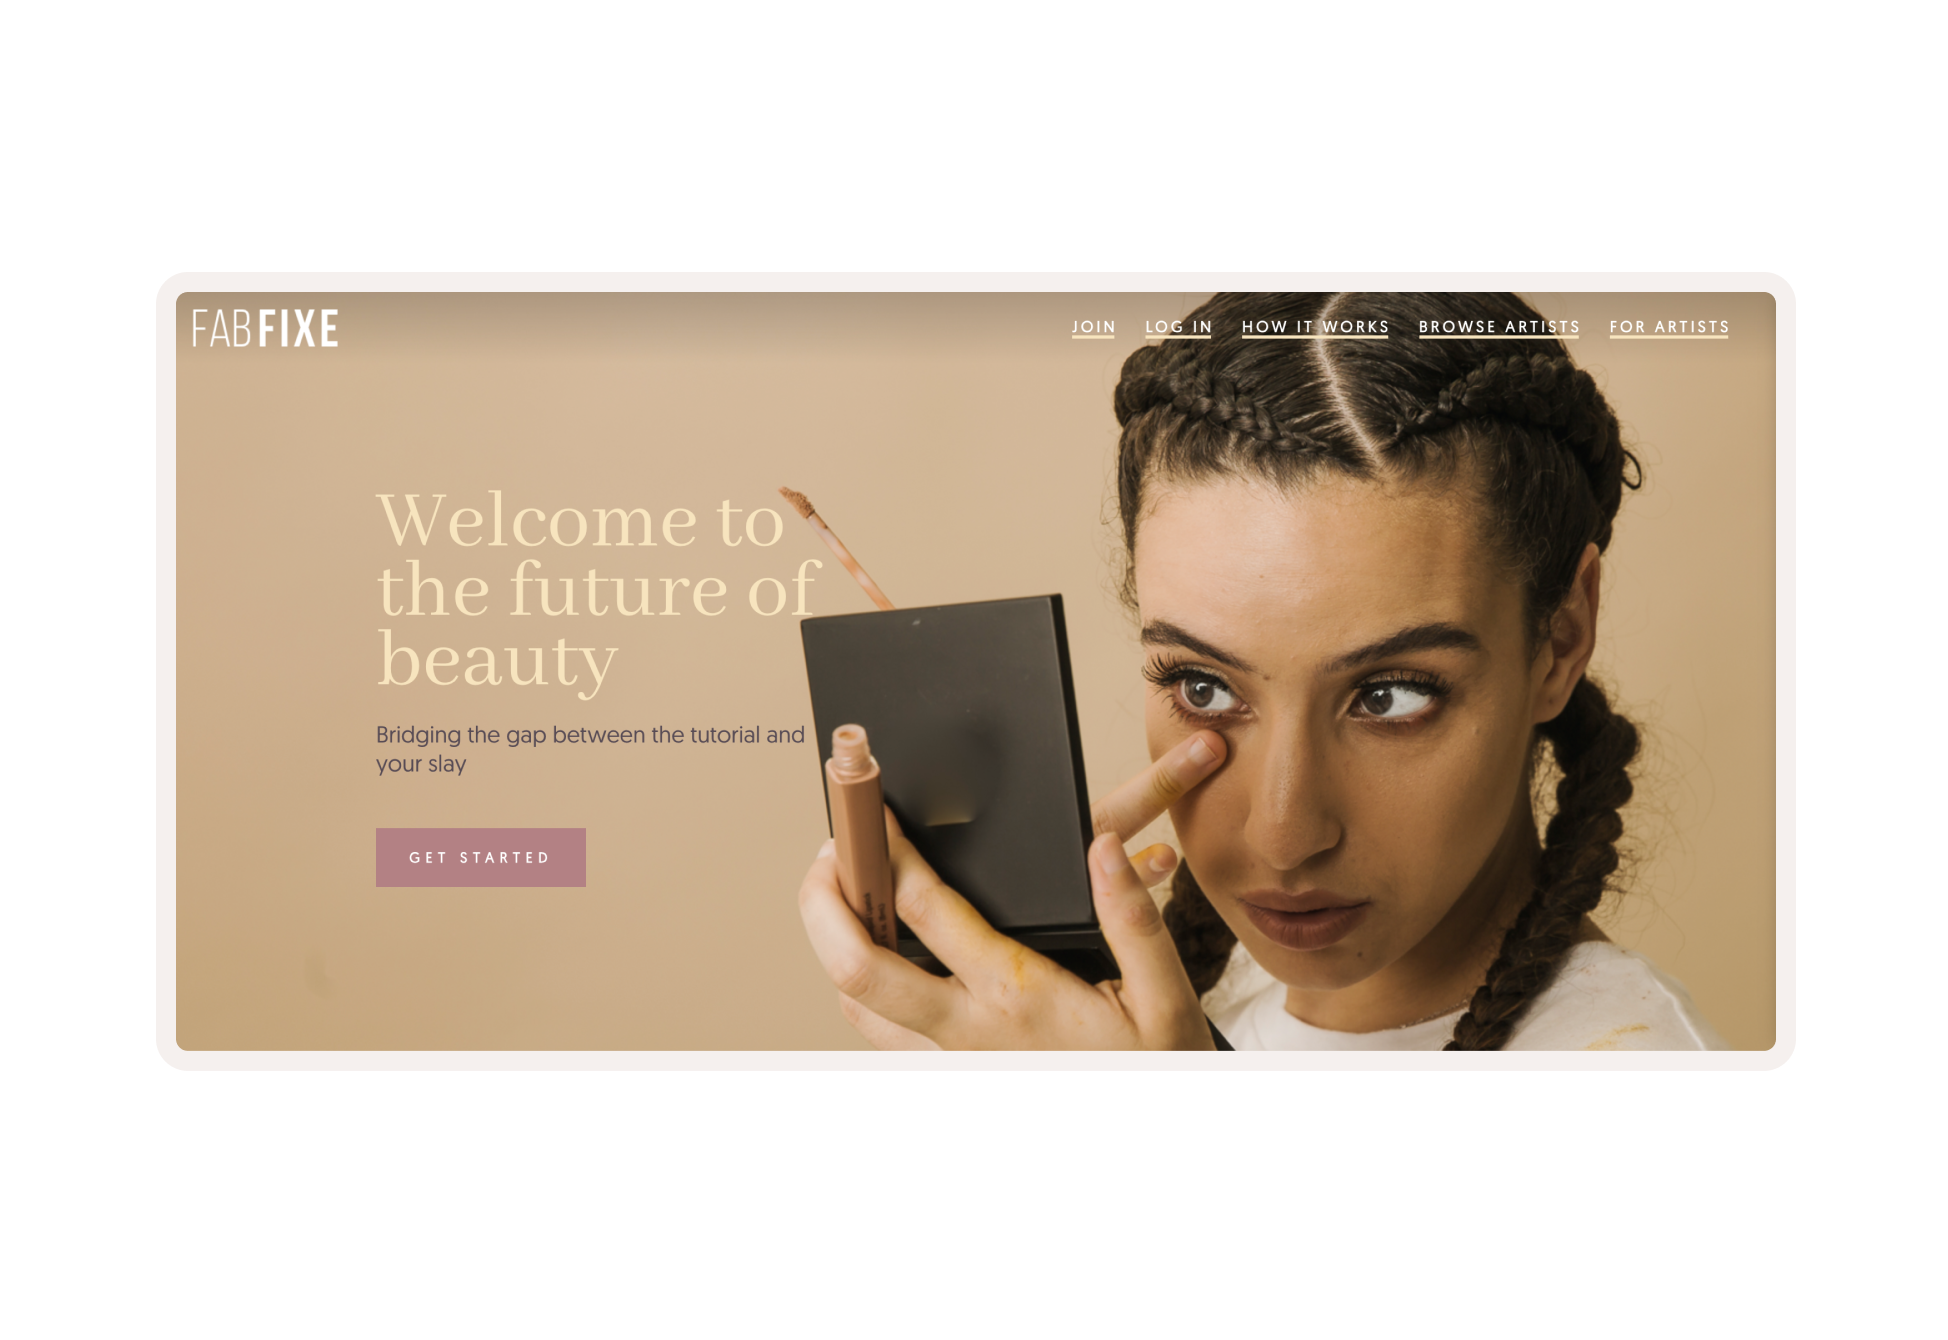 FABFIXE
JOIN LOG IN HOW IT WORKS BROWSE ARTISTS FOR ARTISTS
Welcome to
the future of
beauty
Bridging the gap between the tutorial and
your slay
GET STARTED